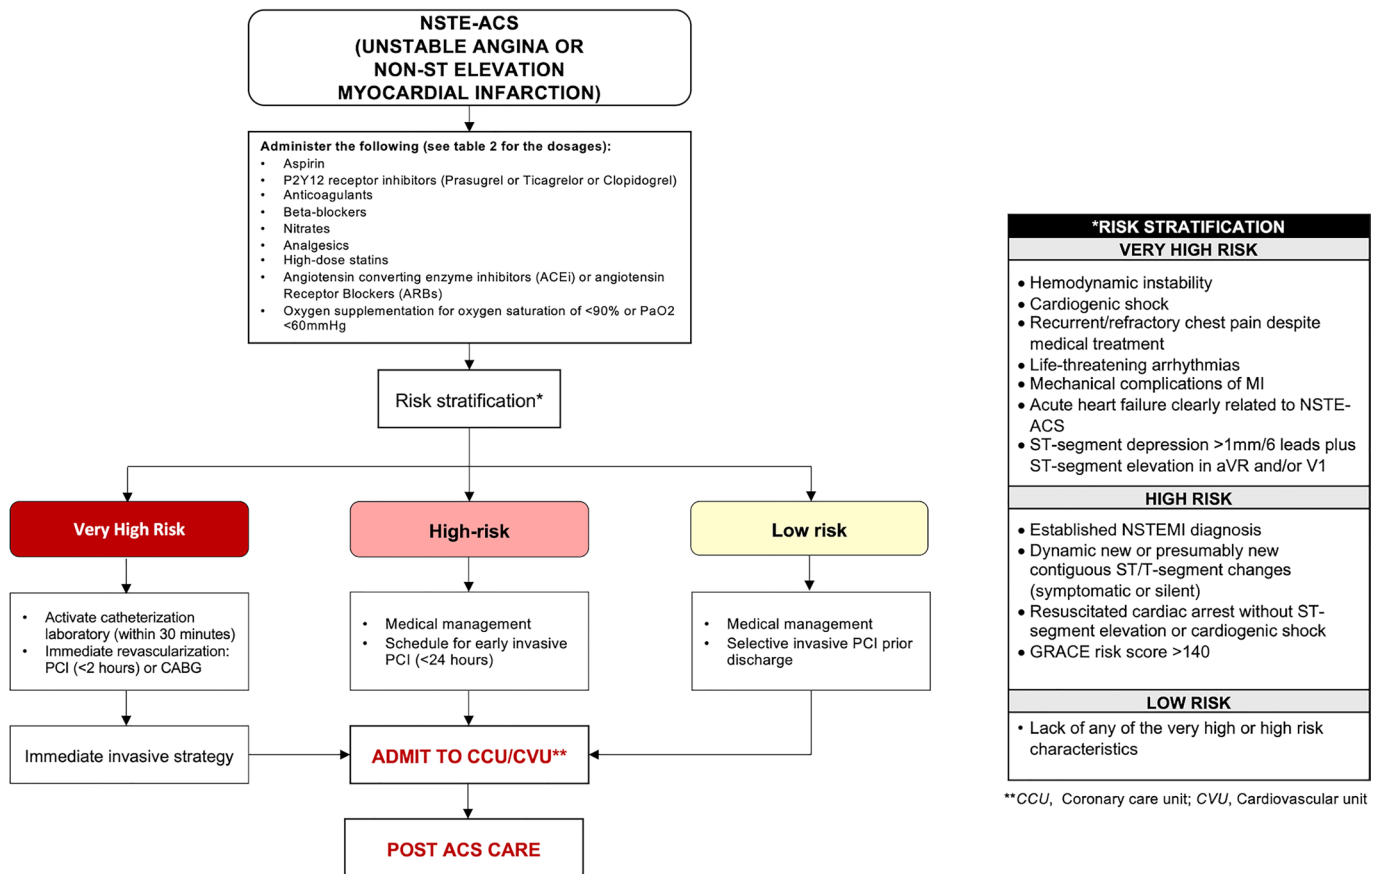 NSTE-ACS
(UNSTABLE ANGINA OR
NON-ST ELEVATION
MYOCARDIAL INFARCTION)
Administer the following (see table 2 for the dosages):
• Aspirin
• P2Y12 receptor inhibitors (Prasugrel or Ticagrelor or Clopidogrel)
• Anticoagulants
• Beta-blockers
• Nitrates
• Analgesics
• High-dose statins
• Angiotensin converting enzyme inhibitors (ACEi) or angiotensin
Receptor Blockers (ARBs)
• Oxygen supplementation for oxygen saturation of <90% or PaO2
<60mmHg
Risk stratification*
Very High Risk
High-risk
Low risk
• Activate catheterization
laboratory (within 30 minutes)
• Immediate revascularization:
PCI (<2 hours) or CABG
• Medical management
• Schedule for early invasive
PCI (<24 hours)
• Medical management
• Selective invasive PCI prior
discharge
Immediate invasive strategy
ADMIT TO CCU/CVU**
POST ACS CARE
*RISK STRATIFICATION
VERY HIGH RISK
• Hemodynamic instability
• Cardiogenic shock
• Recurrent/refractory chest pain despite
medical treatment
• Life-threatening arrhythmias
• Mechanical complications of MI
• Acute heart failure clearly related to NSTE-
ACS
• ST-segment depression >1mm/6 leads plus
ST-segment elevation in aVR and/or V1
HIGH RISK
• Established NSTEMI diagnosis
• Dynamic new or presumably new
contiguous ST/T-segment changes
(symptomatic or silent)
• Resuscitated cardiac arrest without ST-
segment elevation or cardiogenic shock
• GRACE risk score >140
LOW RISK
• Lack of any of the very high or high risk
characteristics
**CCU, Coronary care unit; CVU, Cardiovascular unit